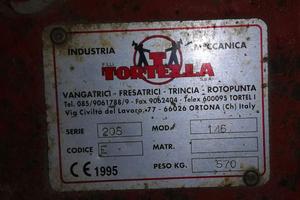 INDUSTRIA MECCANICA
F.LLI
TORTELLA
S.P.A.
VANGATRICI - FRESATRICI - TRINCIA - ROTOPUNTA
Tel. 085/9061788/9 - Fax 9062404 - Telex 600095 TORTEL I
Via Civiltà del Lavoro, 77 - 66026 ORTONA (Ch) Italy
SERIE 205 MOD. 145
CODICE E MATR.
CE 1995 PESO KG. 570